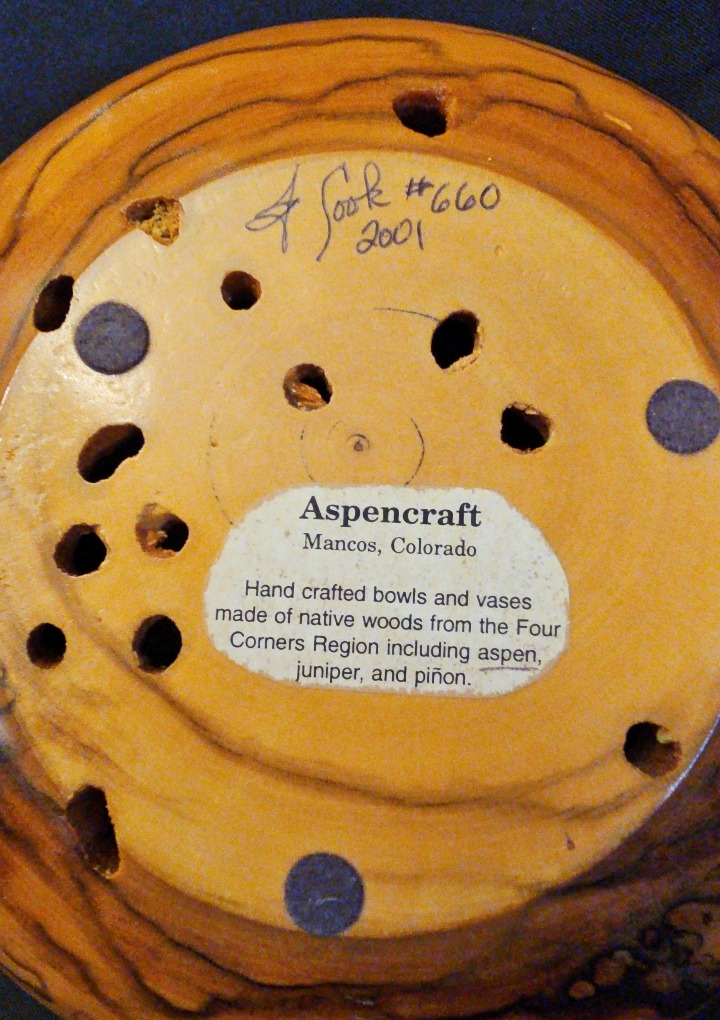 Cook #660
2001
Aspencraft
Mancos, Colorado
Hand crafted bowls and vases
made of native woods from the Four
Corners Region including aspen,
juniper, and piñon.